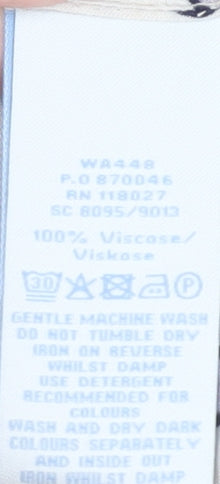 WA448
P.O 870046
RN 118027
SC 8095/9013
100% Viscose/
Viskose
30 P
GENTLE MACHINE WASH
DO NOT TUMBLE DRY
IRON ON REVERSE
WHILST DAMP
USE DETERGENT
RECOMMENDED FOR
COLOURS
WASH AND DRY DARK
COLOURS SEPARATELY
AND INSIDE OUT
IRON WHILST DAMP